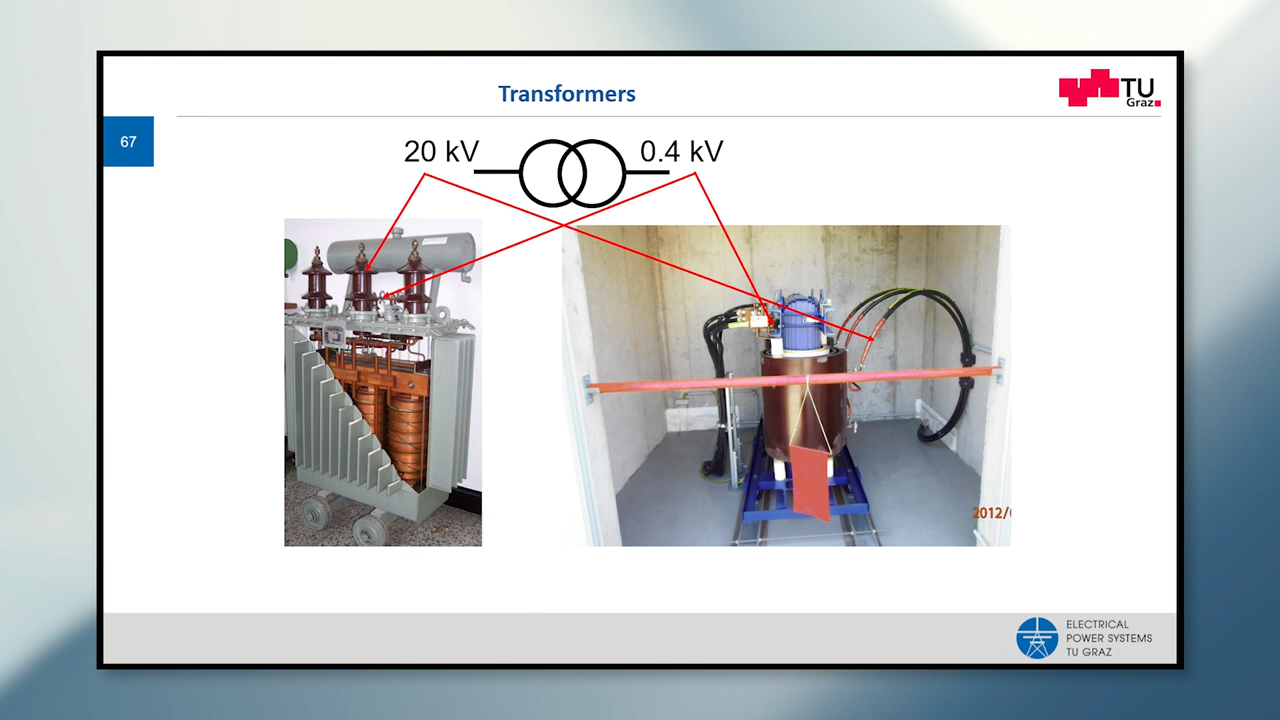 Transformers
TU
Graz
67
20 kV
0.4 kV
2012/
ELECTRICAL
POWER SYSTEMS
TU GRAZ